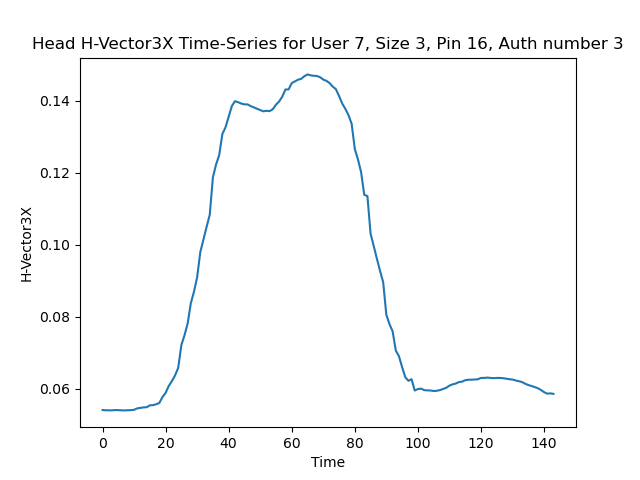 Head H-Vector3X Time-Series for User 7, Size 3, Pin 16, Auth number 3
H-Vector3X
0.14
0.12
0.10
0.08
0.06
0 20 40 60 80 100 120 140
Time